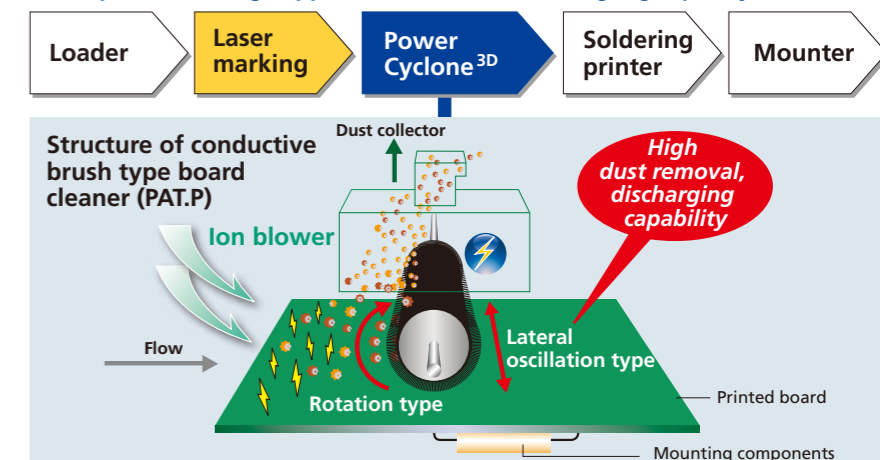 Loader
Laser
marking
Power
Cyclone 3D
Soldering
printer
Mounter
Structure of conductive
brush type board
cleaner (PAT.P)
Dust collector
High
dust removal,
discharging
capability
Ion blower
Flow
Lateral
oscillation type
Rotation type
Printed board
Mounting components